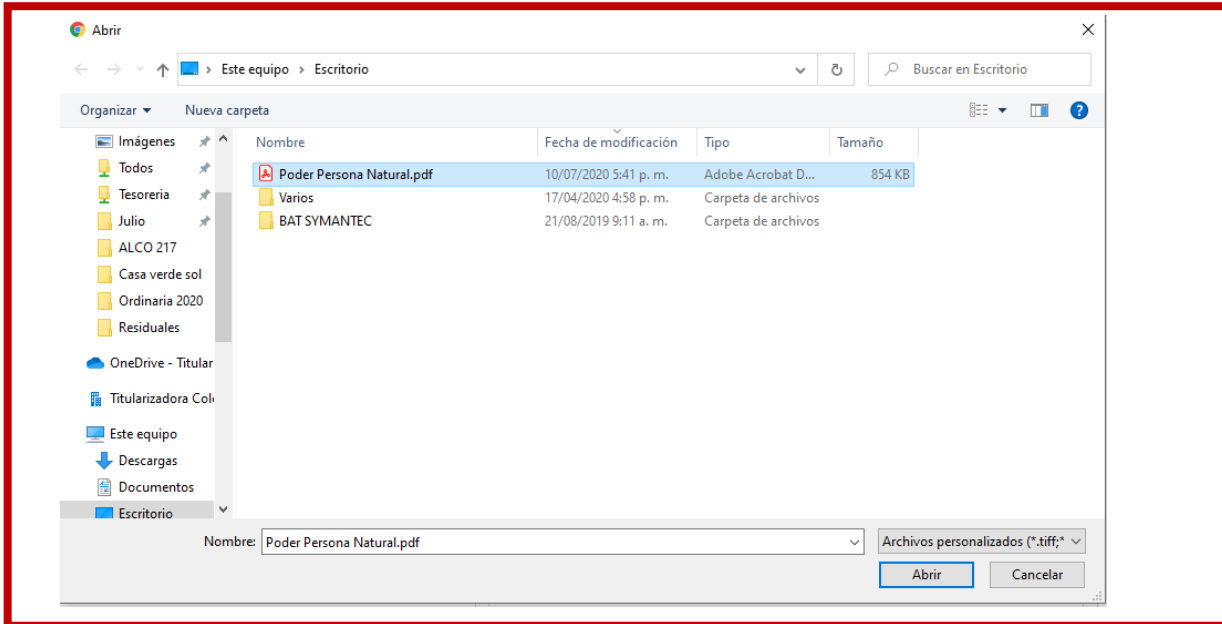 Abrir
Este equipo › Escritorio
Buscar en Escritorio
Organizar
Nueva carpeta
Imágenes
Todos
Tesoreria
Julio
ALCO 217
Casa verde sol
Ordinaria 2020
Residuales
OneDrive - Titular
Titularizadora Col
Este equipo
Descargas
Documentos
Escritorio
Nombre Fecha de modificación Tipo Tamaño
Poder Persona Natural.pdf 10/07/2020 5:41 p. m. Adobe Acrobat D... 854 KB
Varios 17/04/2020 4:58 p. m. Carpeta de archivos
BAT SYMANTEC 21/08/2019 9:11 a. m. Carpeta de archivos
Nombre: Poder Persona Natural.pdf
Archivos personalizados (*.tiff;*
Abrir
Cancelar